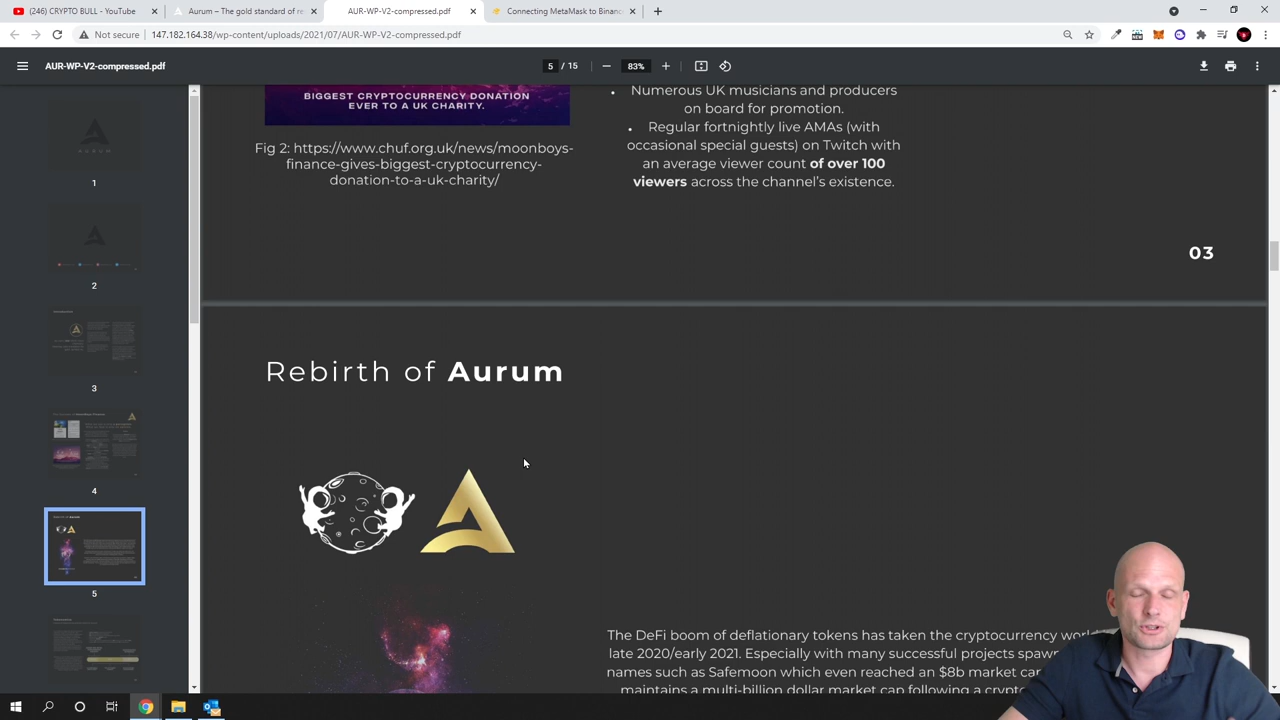 (246) CRYPTO BULL - YouTube
Aurum – The gold standard of re
AUR-WP-V2-compressed.pdf
Connecting MetaMask to Binanc
Not secure
147.182.164.38/wp-content/uploads/2021/07/AUR-WP-V2-compressed.pdf
AUR-WP-V2-compressed.pdf
5 / 15
83%
BIGGEST CRYPTOCURRENCY DONATION
EVER TO A UK CHARITY.
Fig 2: https://www.chuf.org.uk/news/moonboys-
finance-gives-biggest-cryptocurrency-
donation-to-a-uk-charity/
• Numerous UK musicians and producers
on board for promotion.
• Regular fortnightly live AMAs (with
occasional special guests) on Twitch with
an average viewer count of over 100
viewers across the channel's existence.
03
Rebirth of Aurum
The DeFi boom of deflationary tokens has taken the cryptocurrency
late 2020/early 2021. Especially with many successful projects
names such as Safemoon which even reached an $8b market
maintains a multi-billion dollar market cap following a
1
2
3
4
5